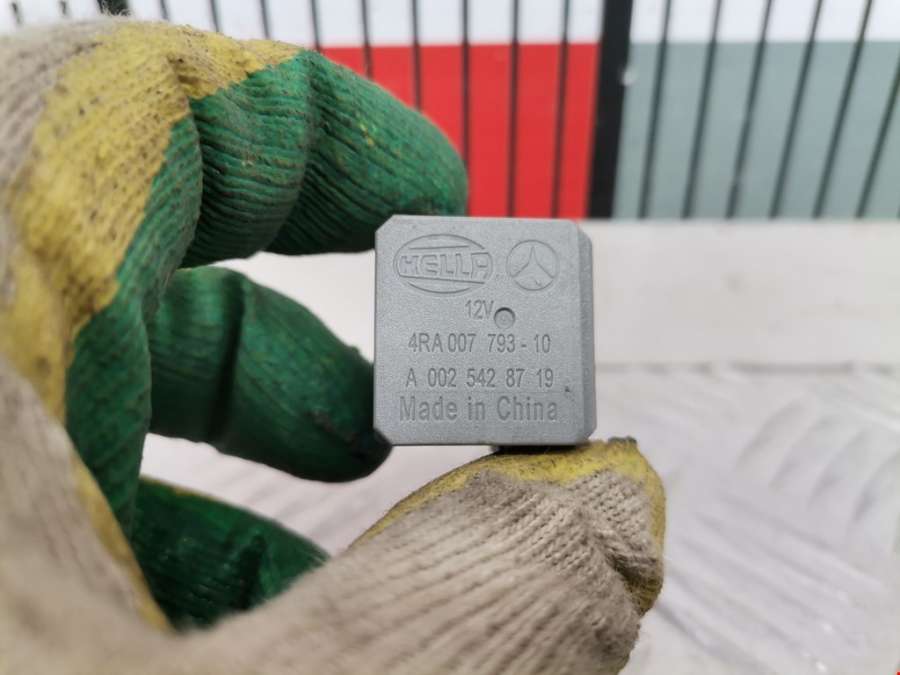 HELLA
12V
4RA 007 793 - 10
A 002 542 87 19
Made in China